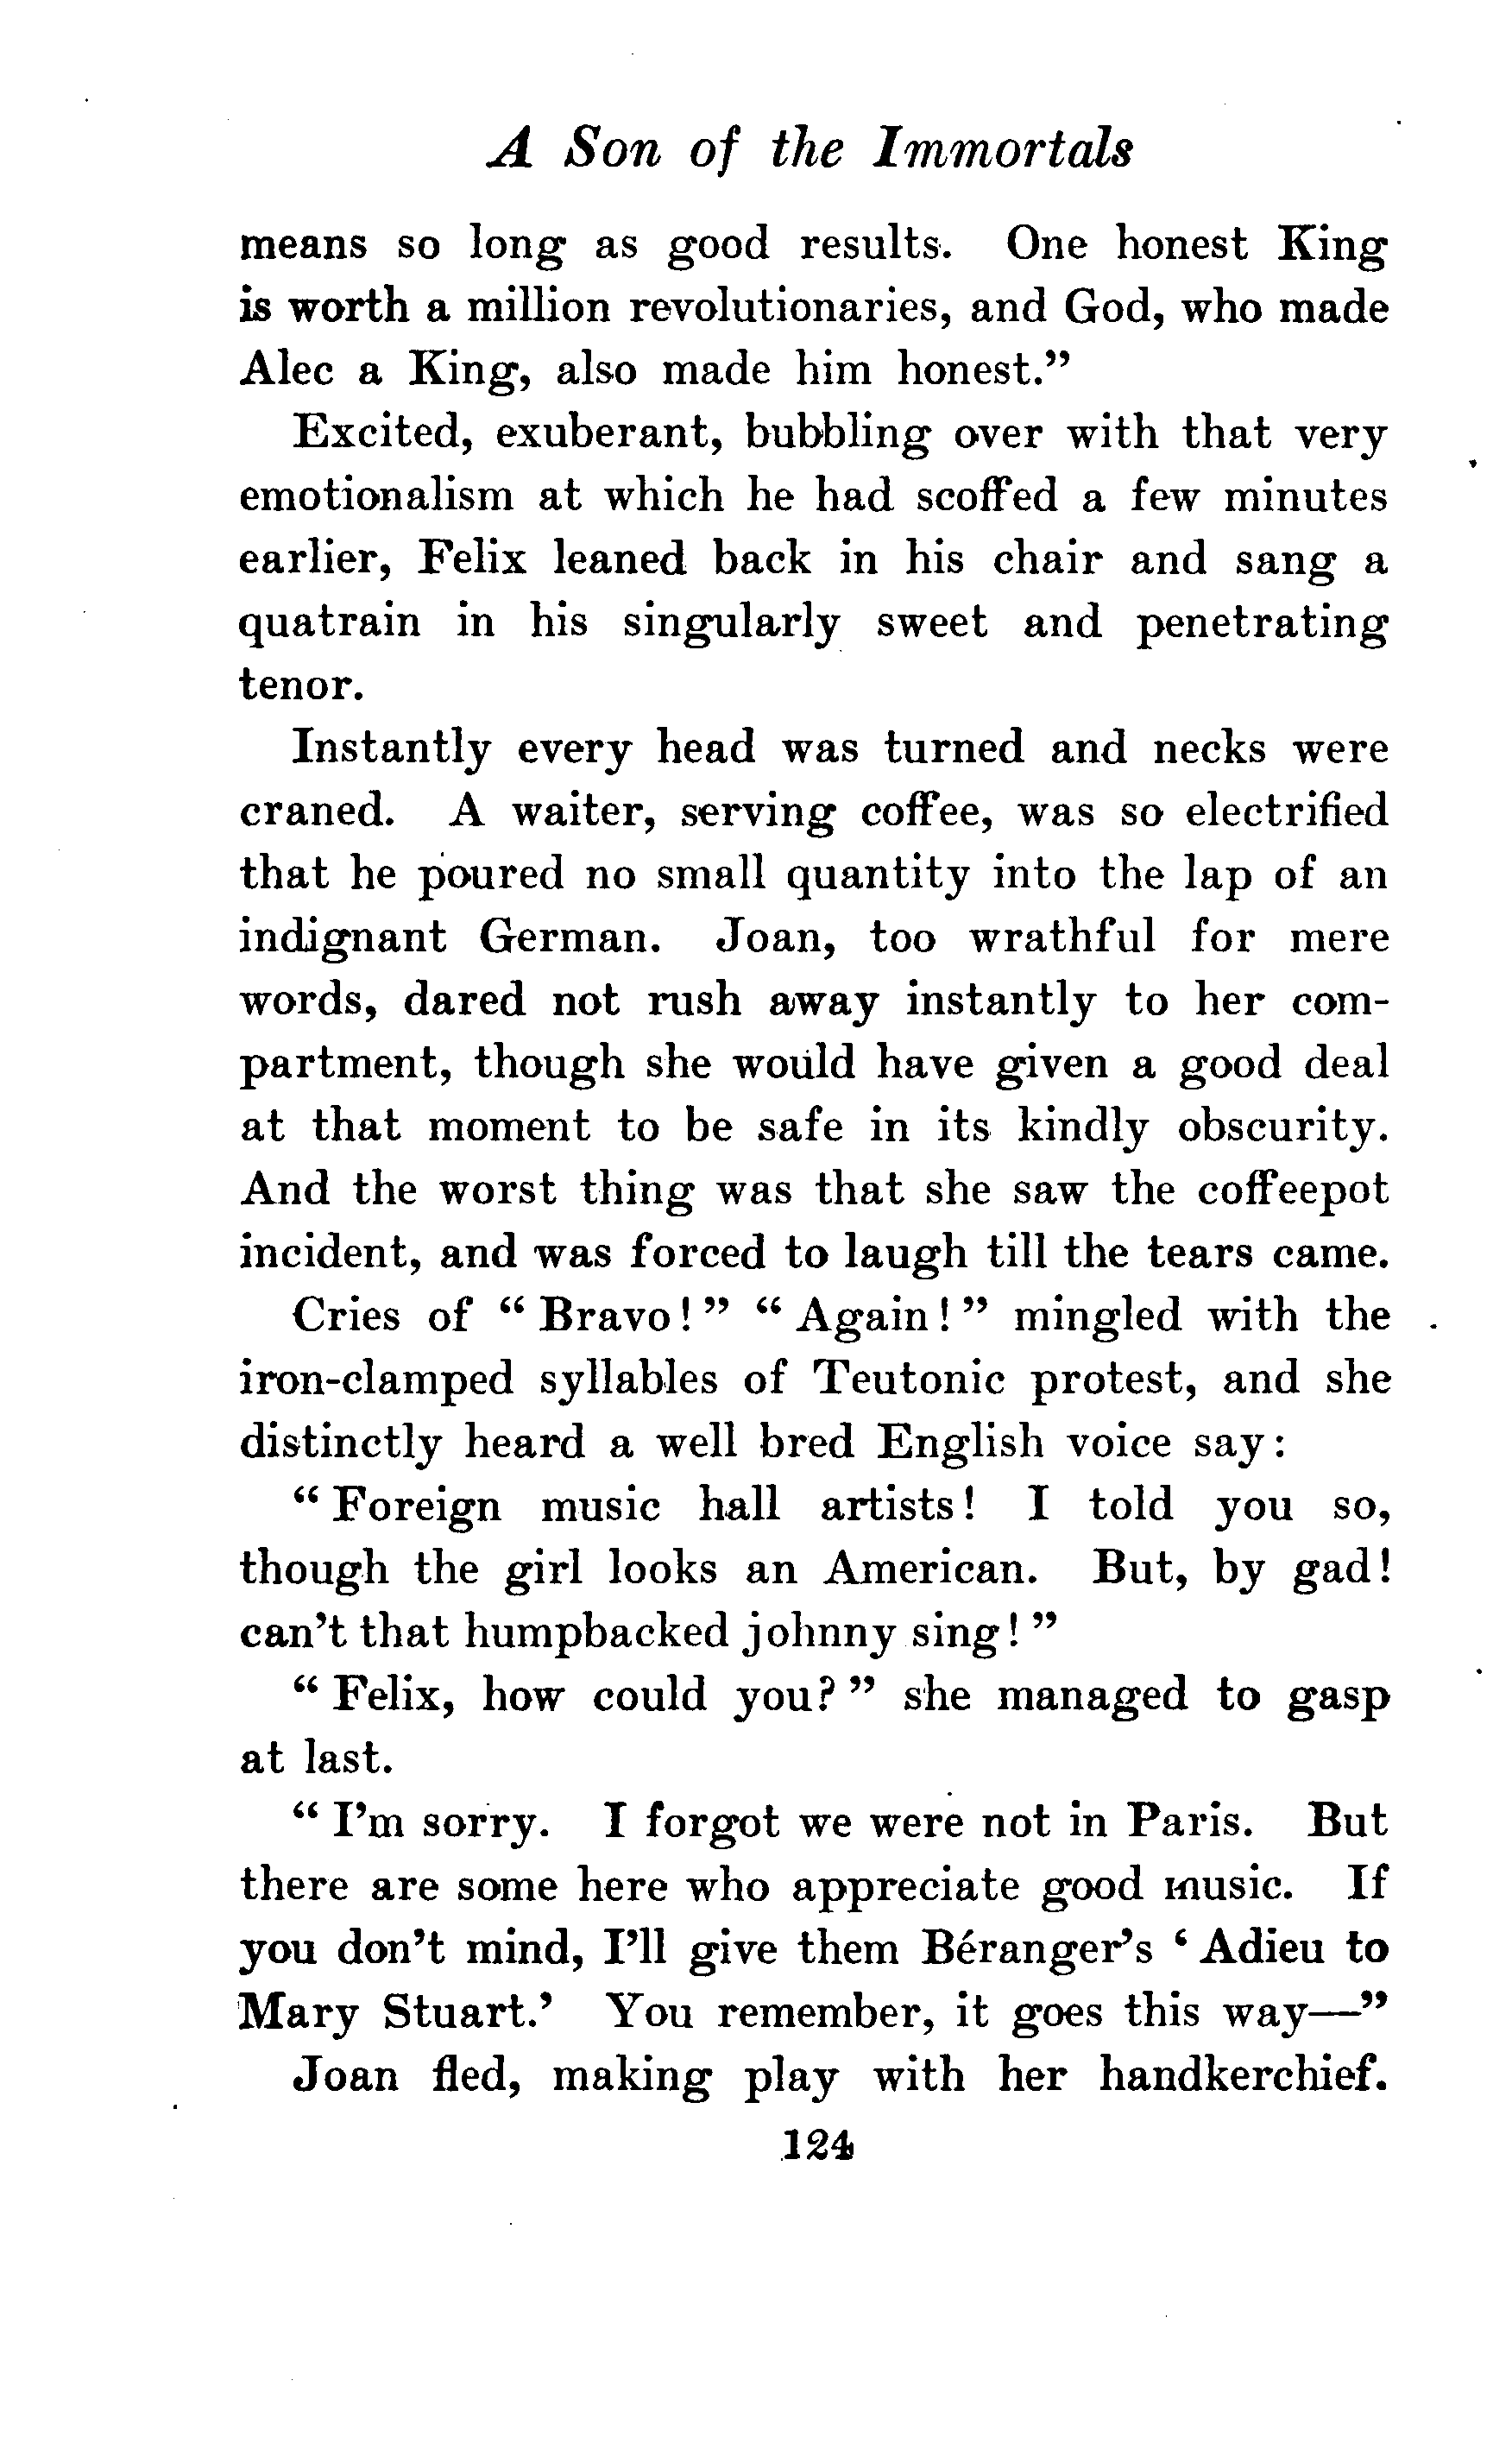 A Son of the Immortals
means so long as good results. One honest King
is worth a million revolutionaries, and God, who made
Alec a King, also made him honest.”
Excited, exuberant, bubbling over with that very
emotionalism at which he had scoffed a few minutes
earlier, Felix leaned back in his chair and sang a
quatrain in his singularly sweet and penetrating
tenor.
Instantly every head was turned and necks were
craned. A waiter, serving coffee, was so electrified
that he poured no small quantity into the lap of an
indignant German. Joan, too wrathful for mere
words, dared not rush away instantly to her com-
partment, though she would have given a good deal
at that moment to be safe in its kindly obscurity.
And the worst thing was that she saw the coffeepot
incident, and was forced to laugh till the tears came.
Cries of “ Bravo! ” “ Again! ” mingled with the
iron-clamped syllables of Teutonic protest, and she
distinctly heard a well bred English voice say:
“ Foreign music hall artists! I told you so,
though the girl looks an American. But, by gad!
can’t that humpbacked johnny sing! ”
“ Felix, how could you? ” she managed to gasp
at last.
“ I’m sorry. I forgot we were not in Paris. But
there are some here who appreciate good music. If
you don’t mind, I’ll give them Béranger’s ‘ Adieu to
Mary Stuart.’ You remember, it goes this way—”
Joan fled, making play with her handkerchief.
124